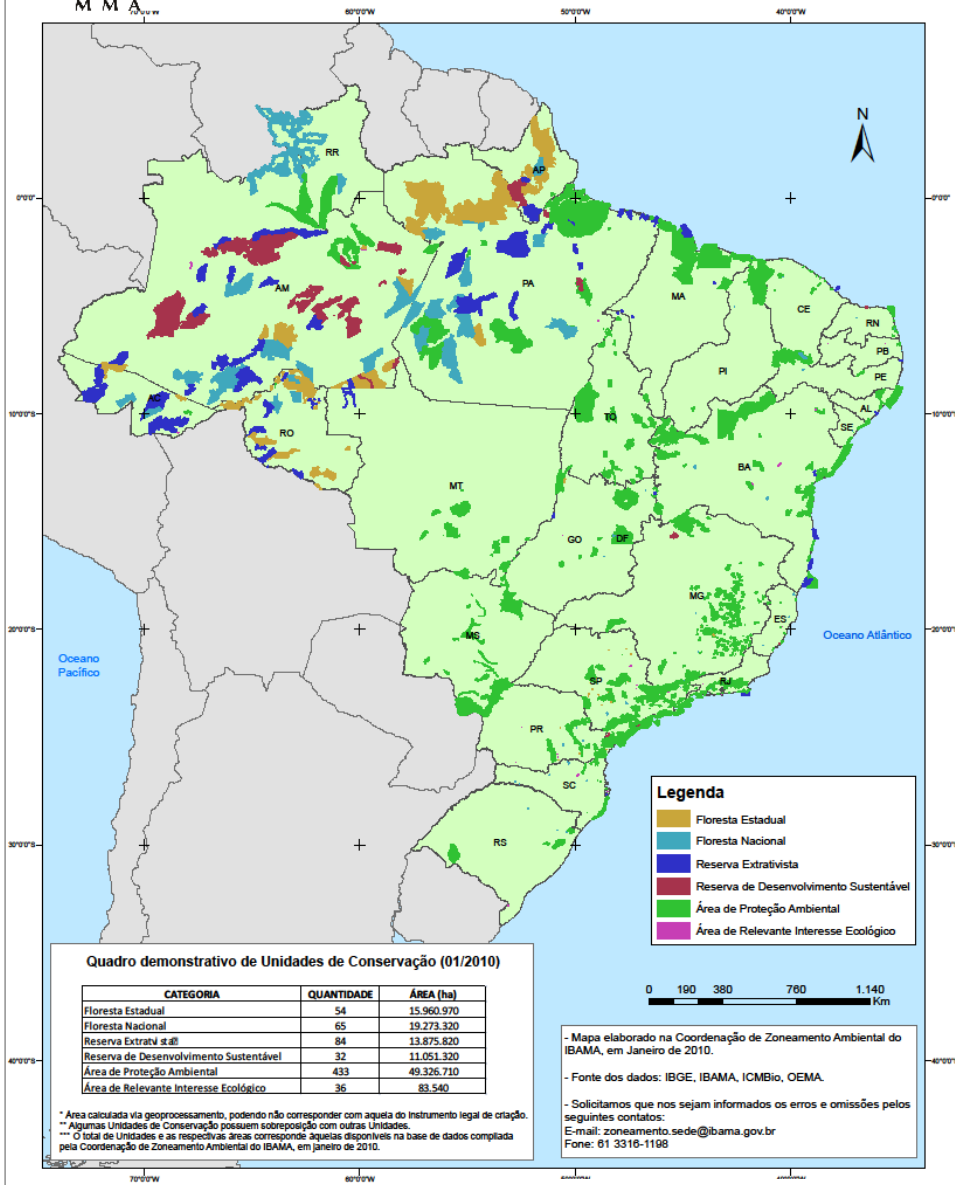 M M A
70°0'0"W 60°0'0"W 50°0'0"W 40°0'0"W
N
RR
AP
0°0'0" 0°0'0"
AM
PA
MA
CE
RN
PB
PI
PE
AC
AL
10°0'0"S 10°0'0"S
TO
SE
RO
BA
MT
GO
DF
MG
ES
MS
20°0'0"S 20°0'0"S
Oceano Atlântico
Oceano
Pacífico
SP
RJ
PR
SC
RS
30°0'0"S 30°0'0"S
Legenda
Floresta Estadual
Floresta Nacional
Reserva Extrativista
Reserva de Desenvolvimento Sustentável
Área de Proteção Ambiental
Área de Relevante Interesse Ecológico
0 190 380 760 1.140
Km
Quadro demonstrativo de Unidades de Conservação (01/2010)
CATEGORIA QUANTIDADE ÁREA (ha)
Floresta Estadual 54 15.960.970
Floresta Nacional 65 19.273.320
Reserva 84 13.875.820
Reserva de Desenvolvimento Sustentável 32 11.051.320
Área de Proteção Ambiental 433 49.326.710
Área de Relevante Interesse Ecológico 36 83.540
* Área calculada via geoprocessamento, podendo não corresponder com aquela do Instrumento legal de criação.
** Algumas Unidades de Conservação possuem sobreposição com outras Unidades.
*** O total de Unidades e as respectivas áreas corresponde àquelas disponíveis na base de dados compilada
pela Coordenação de Zoneamento Ambiental do IBAMA, em janeiro de 2010.
- Mapa elaborado na Coordenação de Zoneamento Ambiental do
IBAMA, em Janeiro de 2010.
- Fonte dos dados: IBGE, IBAMA, ICMBio, OEMA.
- Solicitamos que nos sejam informados os erros e omissões pelos
seguintes contatos:
E-mail: zoneamento.sede@ibama.gov.br
Fone: 61 3316-1198
40°0'0"S 40°0'0"S
70°0'0"W 60°0'0"W 50°0'0"W 40°0'0"W